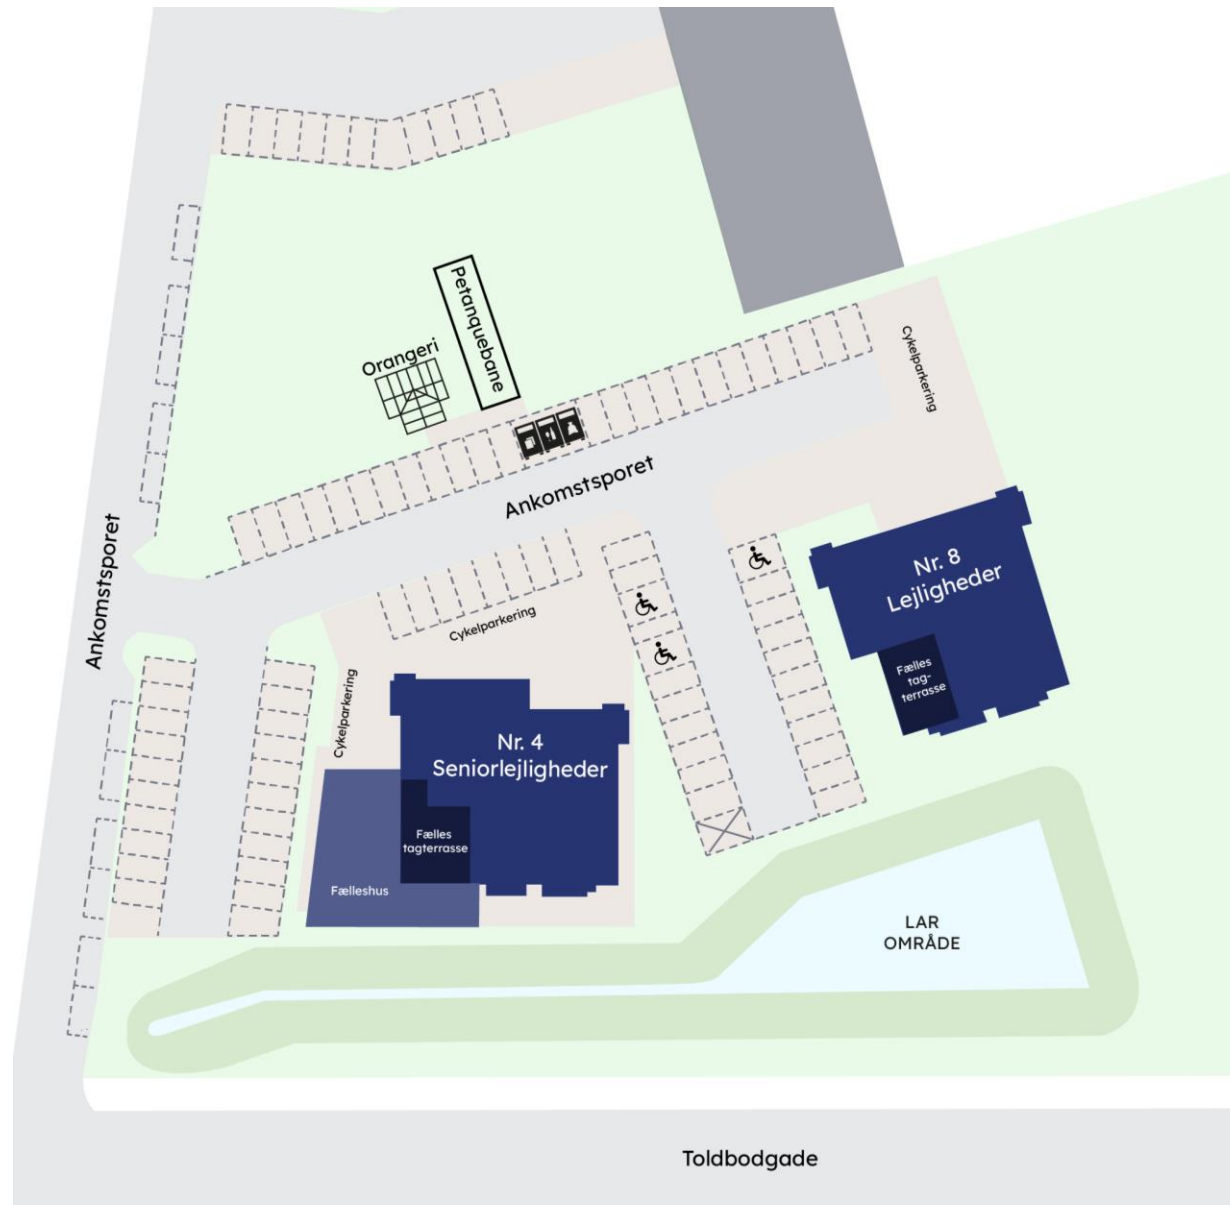 Petanquebane
Orangeri
Cykelparkering
Ankomstsporet
Ankomstsporet
Nr. 8
Lejligheder
Cykelparkering
Fælles
tag-
terrasse
Cykelparkering
Nr. 4
Seniorlejligheder
Fælles
tagterrasse
Fælleshus
LAR
OMRÅDE
Toldbodgade